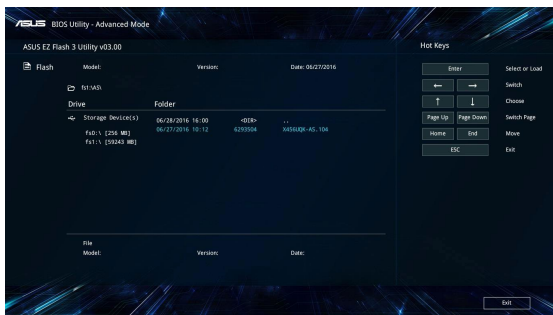 ASUS BIOS Utility - Advanced Mode
ASUS EZ Flash 3 Utility v03.00
Hot Keys
Flash Model: Version: Date: 06/27/2016
Enter Select or Load
fs1:\A5\
← → Switch
Drive Folder
↑ ↓ Choose
Storage Device(s) 06/28/2016 16:00 <DIR> ..
Page Up Page Down Switch Page
fs0:\ [256 MB] 06/27/2016 10:12 6293504 X456UQK-AS.104
Home End Move
fs1:\ [59243 MB]
ESC Exit
File
Model: Version: Date:
Exit